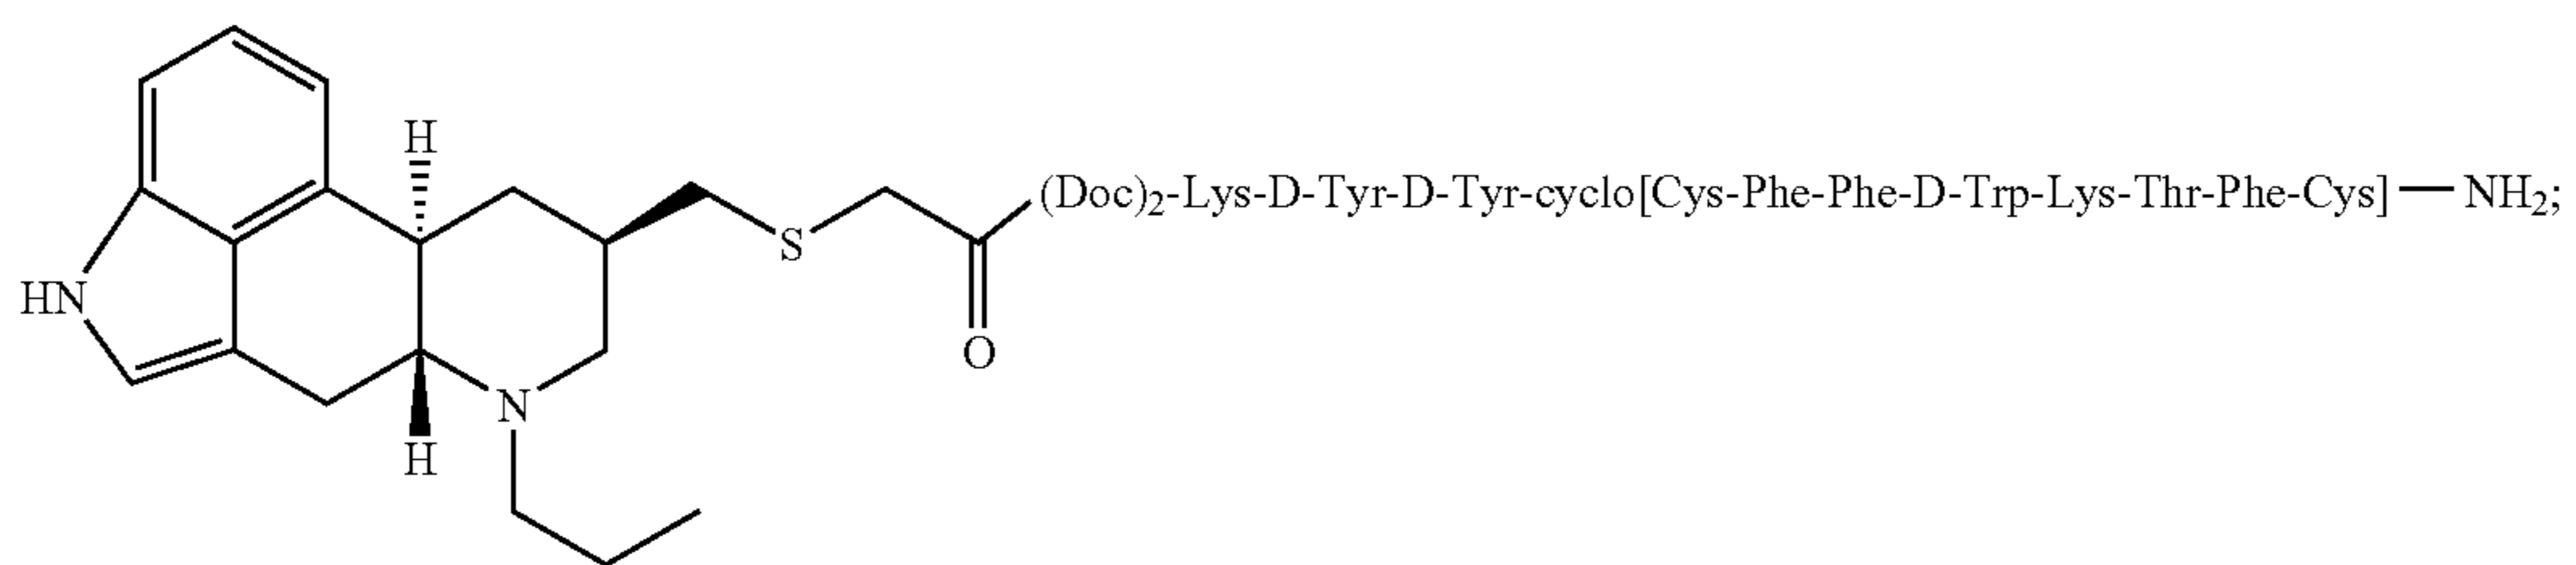 H
(Doc)2-Lys-D-Tyr-D-Tyr-cyclo[Cys-Phe-Phe-D-Trp-Lys-Thr-Phe-Cys]—NH2;
S
HN
O
N
H